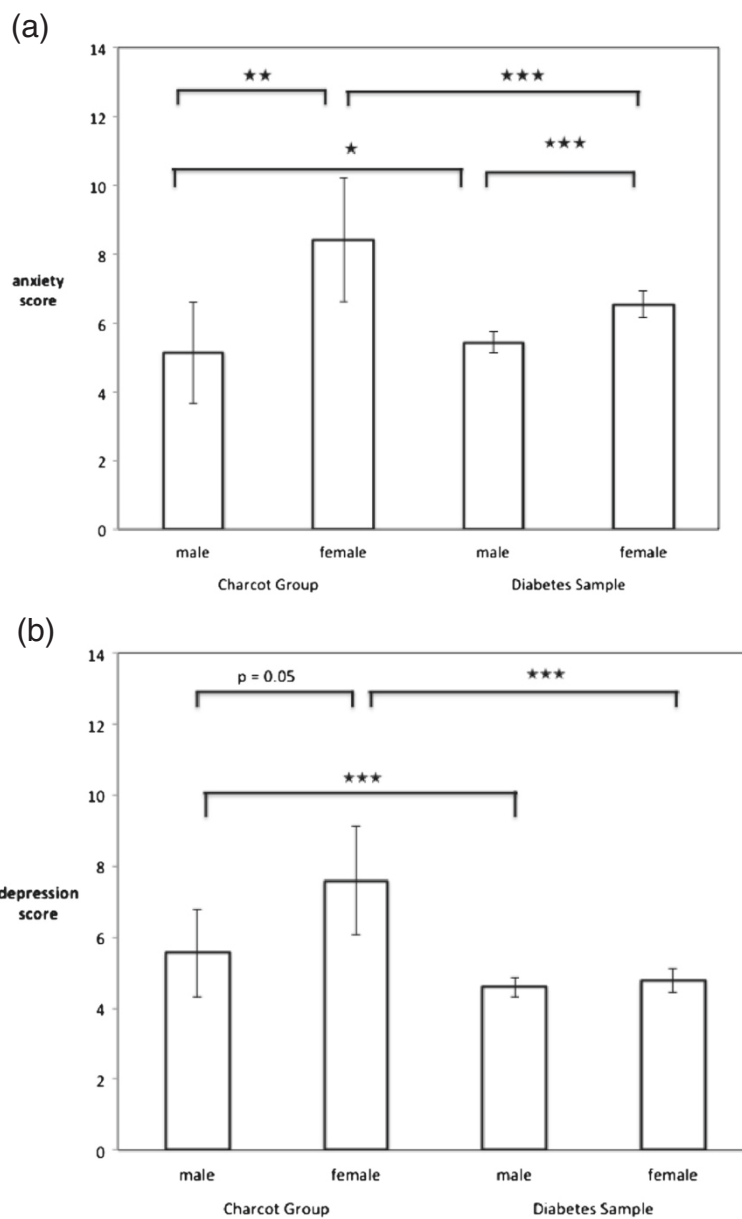 (a)
14
★★
★★★
12
★
★★★
10
8
anxiety
score
6
4
2
0
male
female
male
female
Charcot Group
Diabetes Sample
(b)
14
p = 0.05
★★★
12
★★★
10
8
depression
score
6
4
2
0
male
female
male
female
Charcot Group
Diabetes Sample